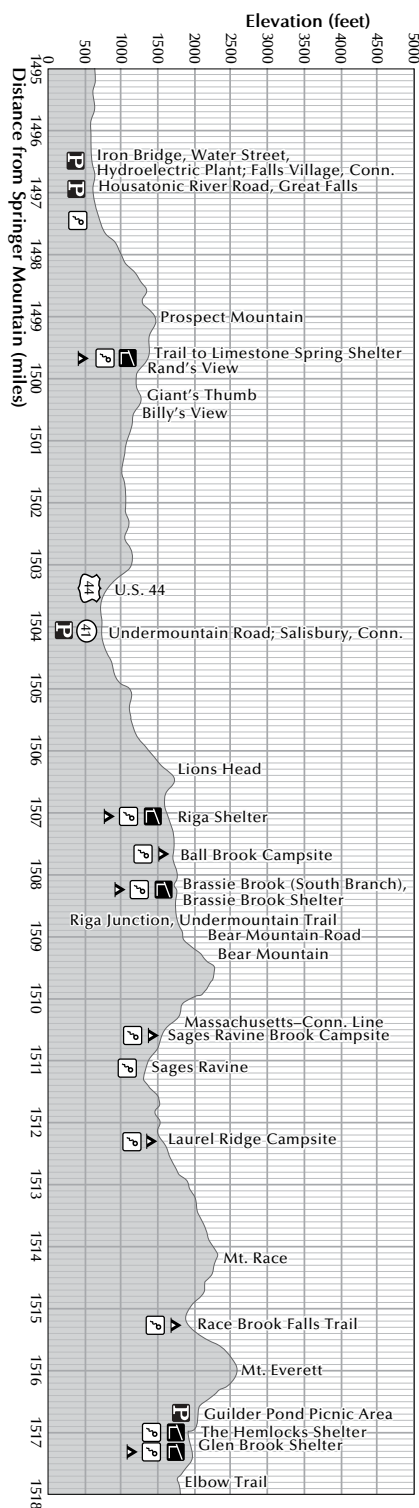 Elevation (feet)
0
500
1000
1500
2000
2500
3000
3500
4000
4500
5000
Iron Bridge, Water Street,
Hydroelectric Plant; Falls Village, Conn.
Housatonic River Road, Great Falls
Prospect Mountain
Trail to Limestone Spring Shelter
Rand's View
Giant's Thumb
Billy's View
44
U.S. 44
P
P
P
41
Undermountain Road; Salisbury, Conn.
Lions Head
Riga Shelter
Ball Brook Campsite
Brassie Brook (South Branch),
Brassie Brook Shelter
Riga Junction, Undermountain Trail
Bear Mountain Road
Bear Mountain
Massachusetts–Conn. Line
Sages Ravine Brook Campsite
Sages Ravine
Laurel Ridge Campsite
Mt. Race
Race Brook Falls Trail
Mt. Everett
P
Guilder Pond Picnic Area
The Hemlocks Shelter
Glen Brook Shelter
Elbow Trail
1495
1496
1497
1498
1499
1500
1501
1502
1503
1504
1505
1506
1507
1508
1509
1510
1511
1512
1513
1514
1515
1516
1517
1518
Distance from Springer Mountain (miles)